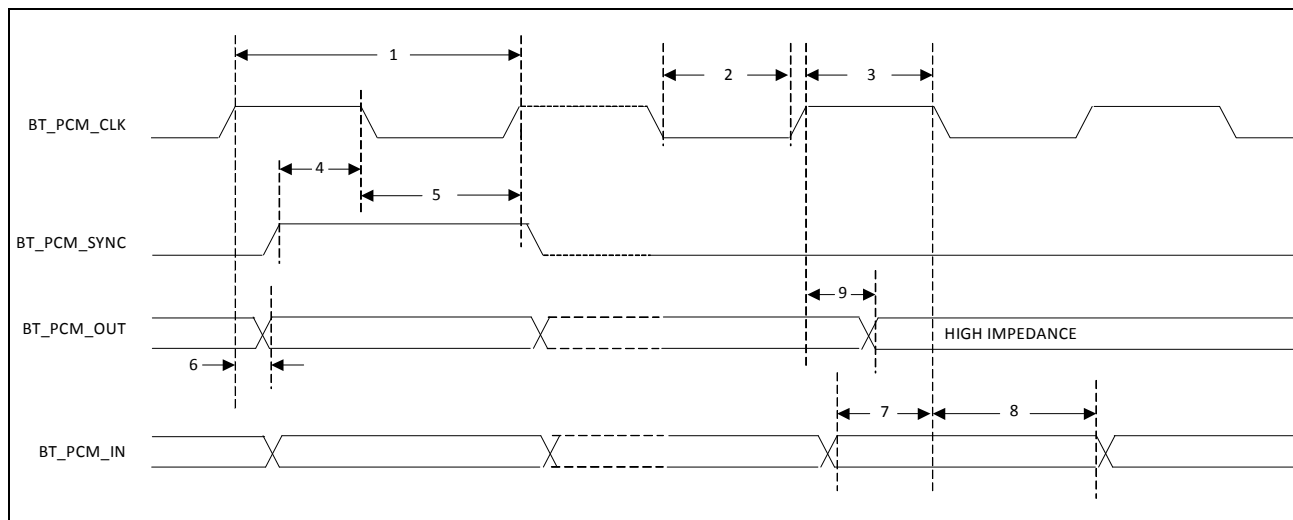 1
2
3
BT_PCM_CLK
4
5
BT_PCM_SYNC
9
BT_PCM_OUT
HIGH IMPEDANCE
6
7
8
BT_PCM_IN